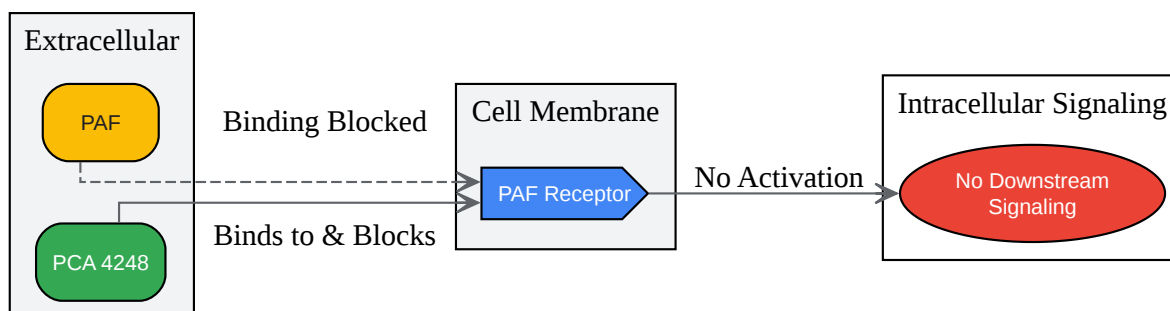 Extracellular
PAF
PCA 4248
Binding Blocked
Binds to & Blocks
Cell Membrane
PAF Receptor
No Activation
Intracellular Signaling
No Downstream
Signaling